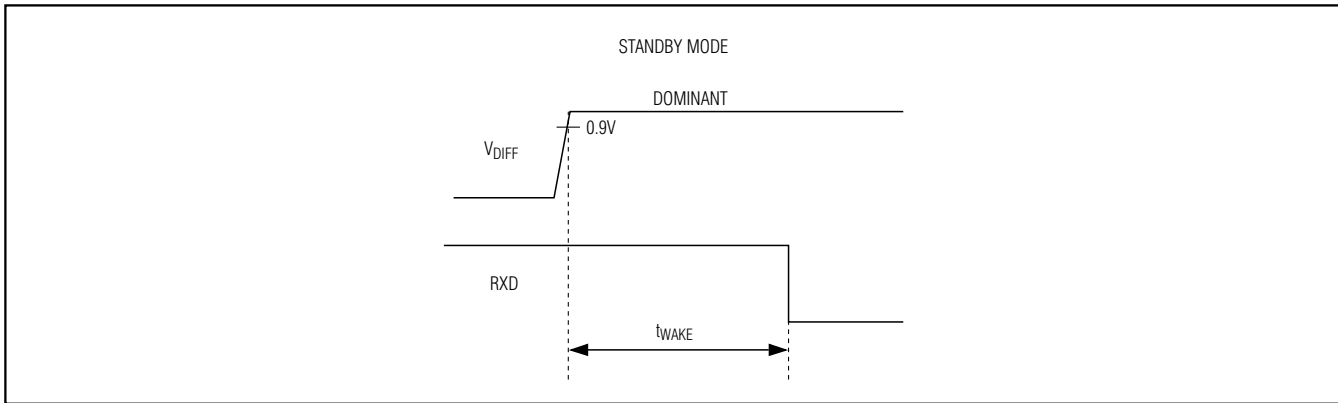 STANDBY MODE
DOMINANT
0.9V
VDIFF
RXD
tWAKE